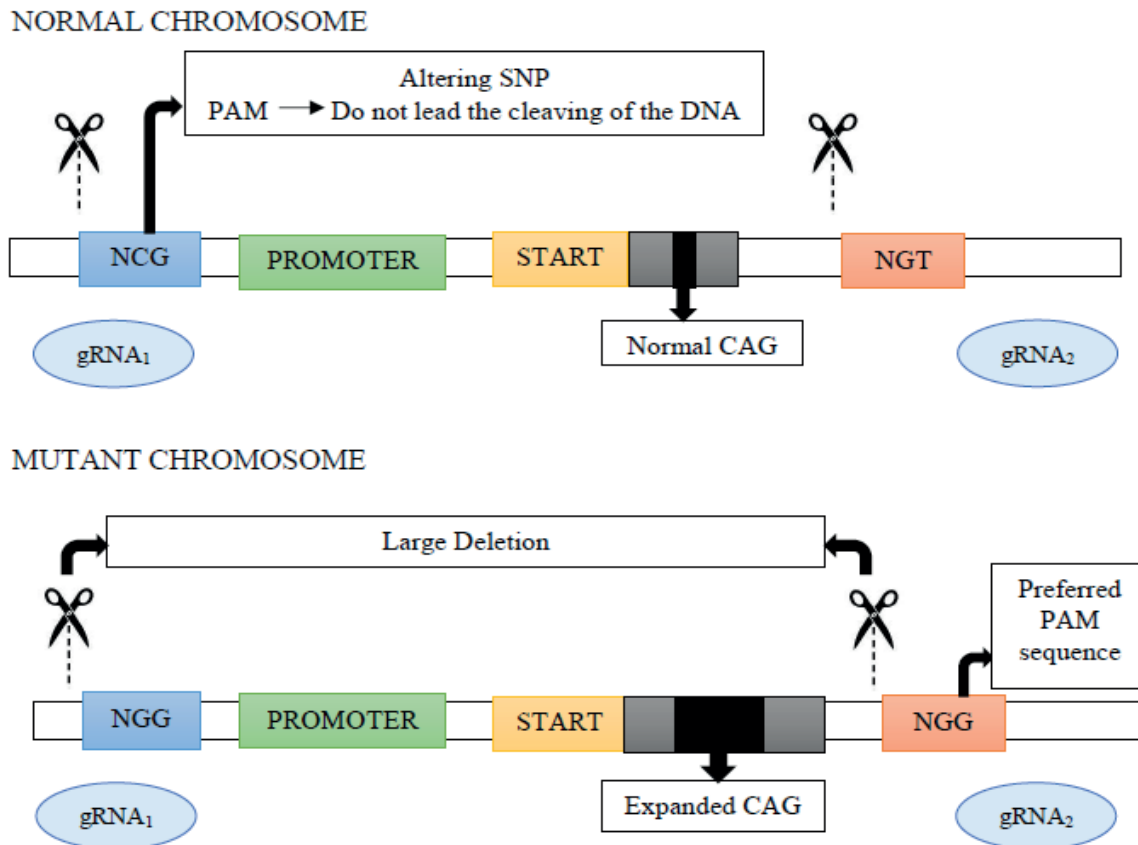 NORMAL CHROMOSOME
Altering SNP
PAM → Do not lead the cleaving of the DNA
NCG
PROMOTER
START
NGT
gRNA₁
Normal CAG
gRNA₂
MUTANT CHROMOSOME
Large Deletion
Preferred
PAM
sequence
NGG
PROMOTER
START
NGG
gRNA₁
Expanded CAG
gRNA₂